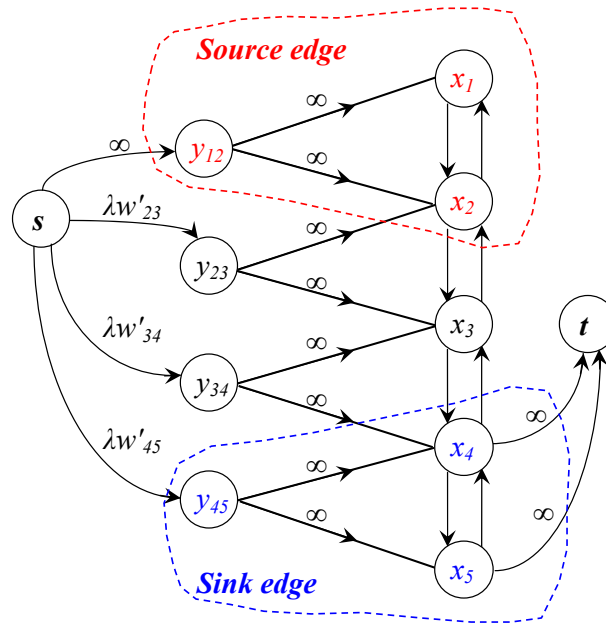 Source edge
x1
∞
∞
y12
∞
x2
s
λw'23
y23
∞
∞
x3
t
λw'34
y34
∞
∞
x4
∞
λw'45
y45
∞
∞
∞
x5
Sink edge